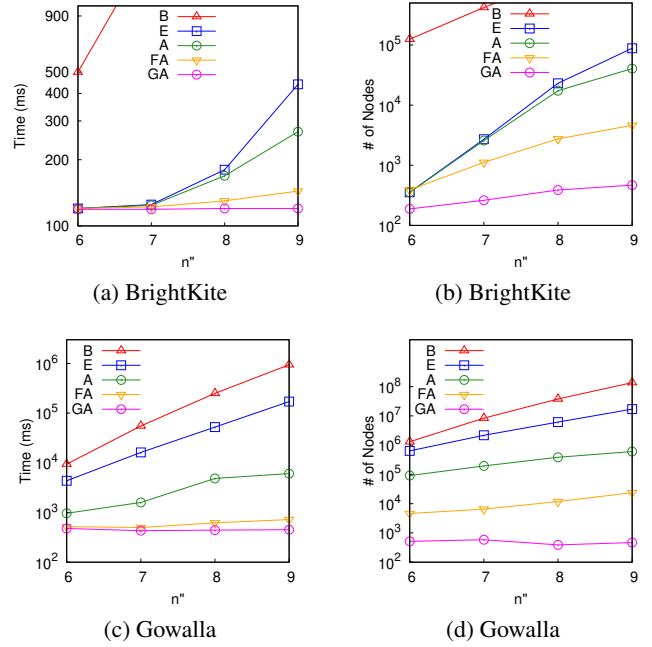 Time (ms)
900
500
400
300
200
100
B
E
A
FA
GA
6
7
8
9
n"
(a) BrightKite
# of Nodes
10^5
10^4
10^3
10^2
B
E
A
FA
GA
6
7
8
9
n"
(b) BrightKite
Time (ms)
10^6
10^5
10^4
10^3
10^2
B
E
A
FA
GA
6
7
8
9
n"
(c) Gowalla
# of Nodes
10^8
10^7
10^6
10^5
10^4
10^3
10^2
B
E
A
FA
GA
6
7
8
9
n"
(d) Gowalla